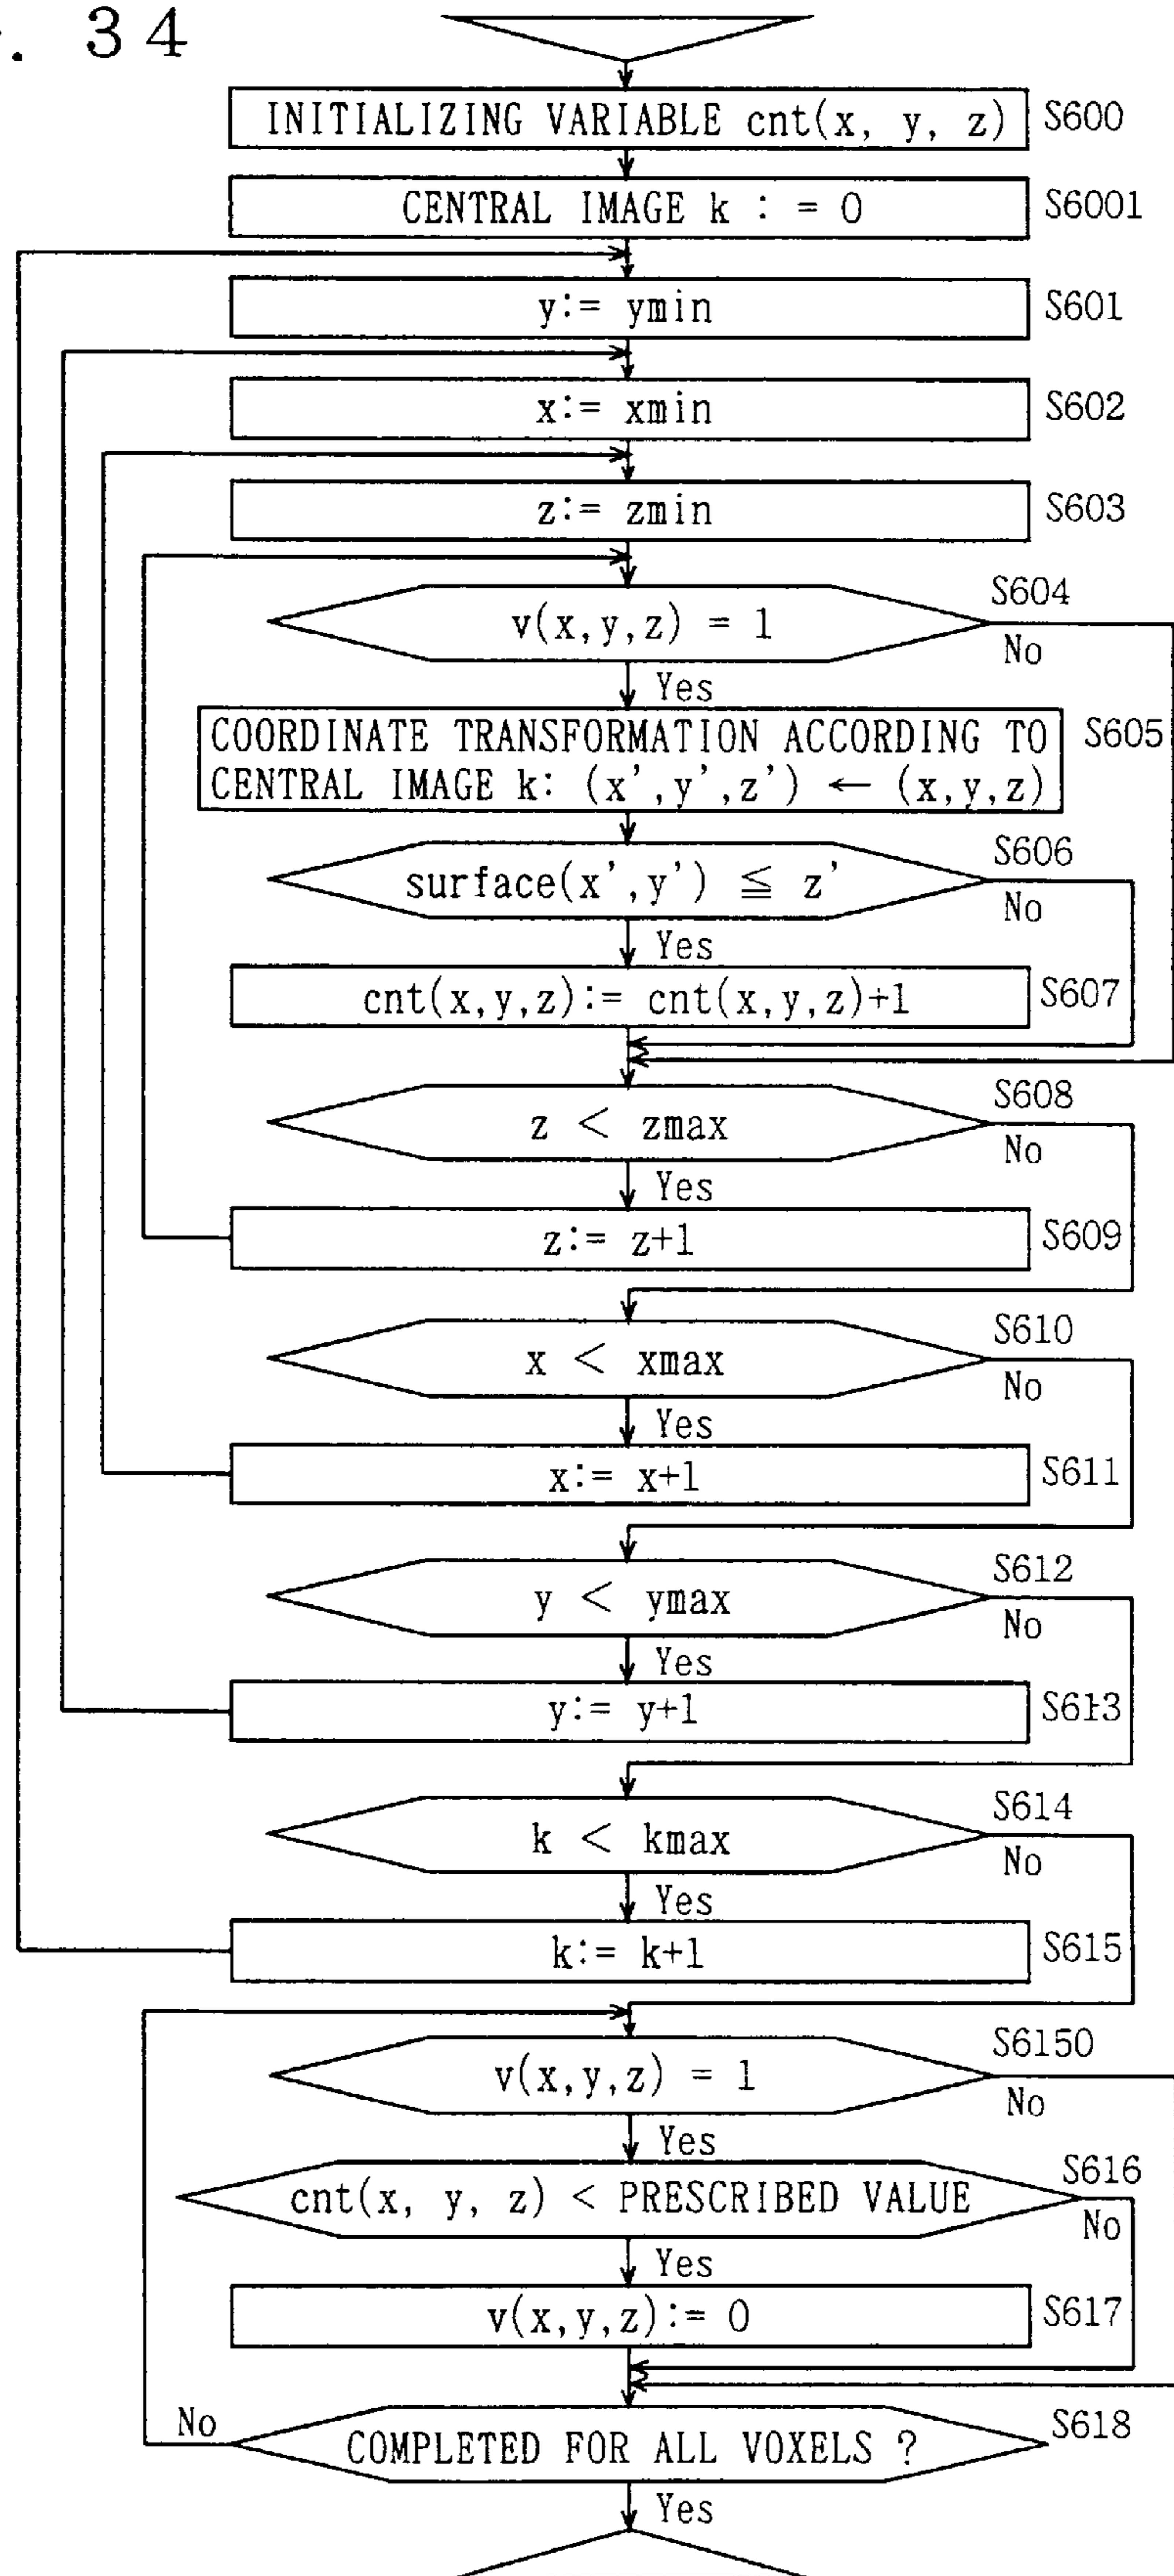 . 34
INITIALIZING VARIABLE cnt(x, y, z) S600
CENTRAL IMAGE k : = 0 S6001
y:= ymin S601
x:= xmin S602
z:= zmin S603
S604
v(x,y,z) = 1
No
Yes
COORDINATE TRANSFORMATION ACCORDING TO S605
CENTRAL IMAGE k: (x',y',z') ← (x,y,z)
S606
surface(x',y') ≦ z'
No
Yes
cnt(x,y,z):= cnt(x,y,z)+1 S607
S608
z < zmax
No
Yes
z:= z+1 S609
S610
x < xmax
No
Yes
x:= x+1 S611
S612
y < ymax
No
Yes
y:= y+1 S613
S614
k < kmax
No
Yes
k:= k+1 S615
S6150
v(x,y,z) = 1
No
Yes
S616
cnt(x, y, z) < PRESCRIBED VALUE
No
Yes
v(x,y,z):= 0 S617
No
S618
COMPLETED FOR ALL VOXELS ?
Yes